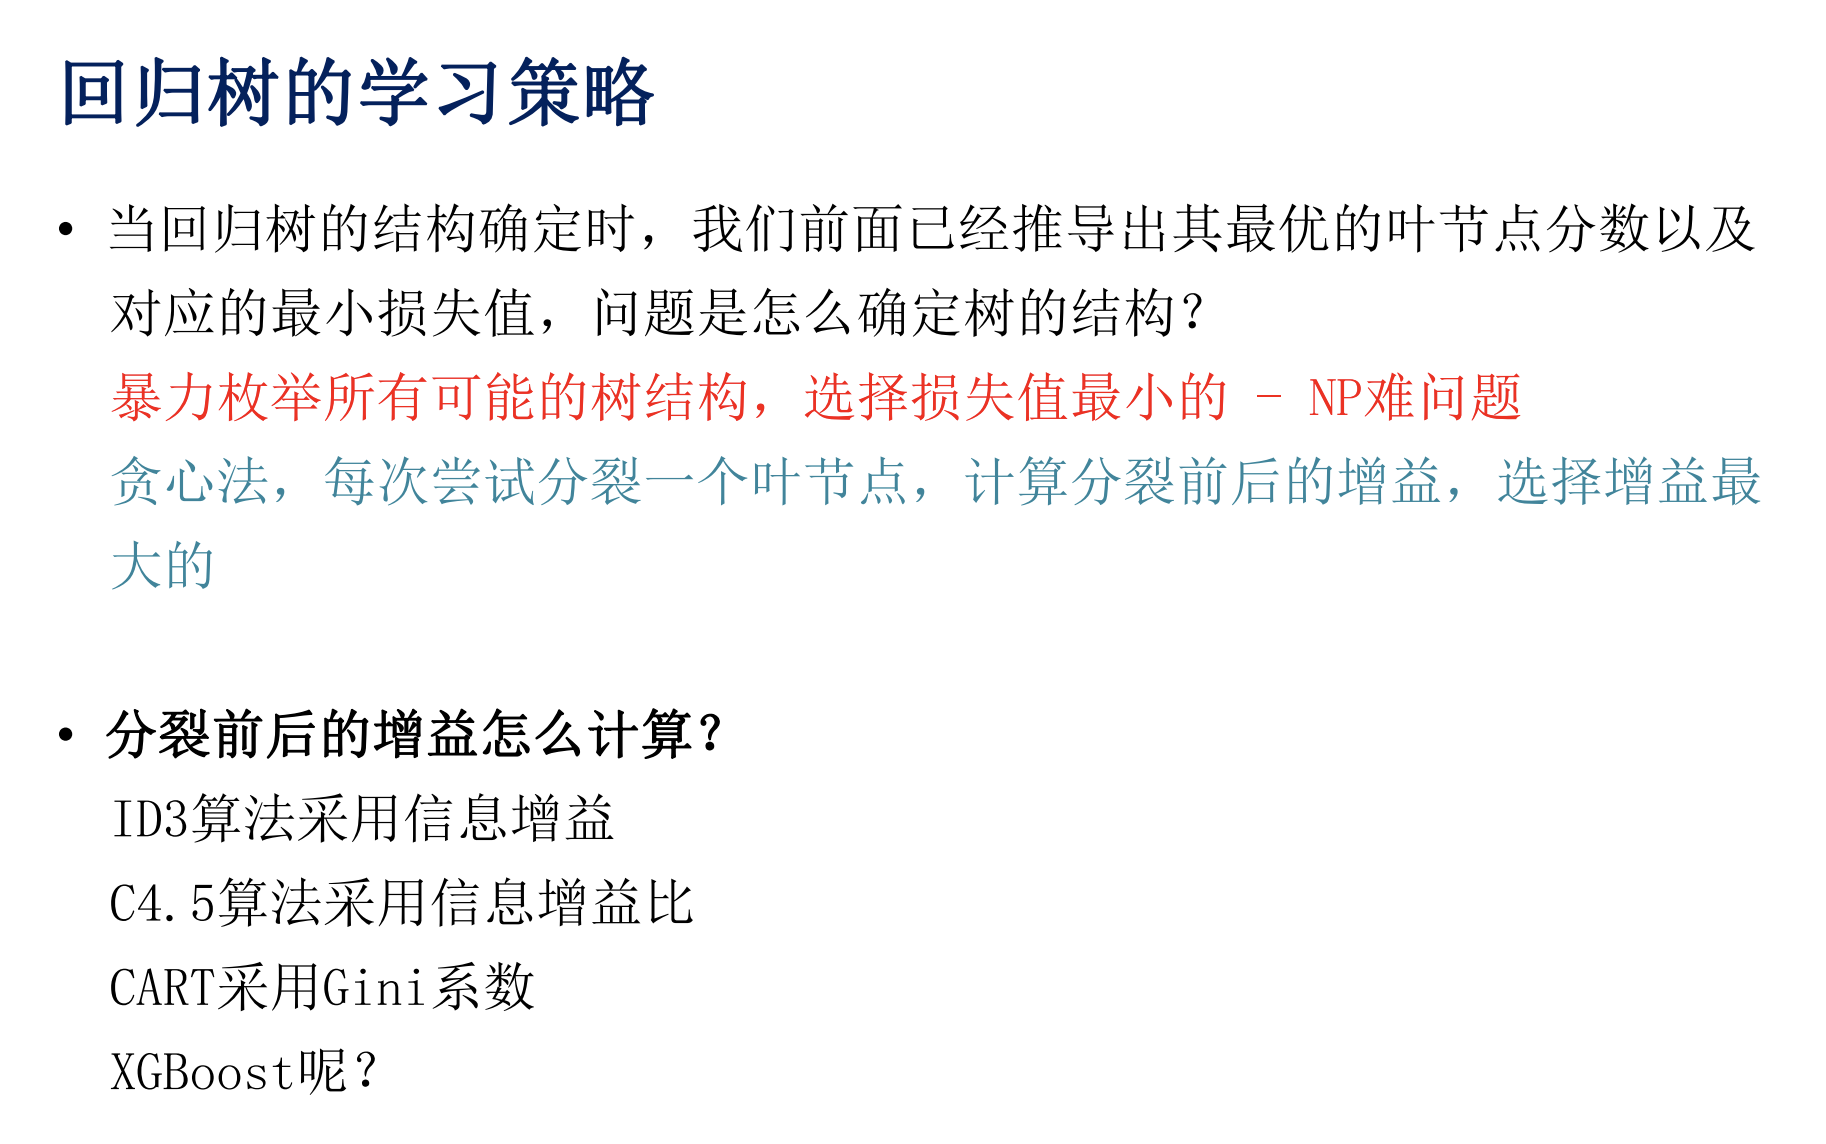 回归树的学习策略
• 当回归树的结构确定时，我们前面已经推导出其最优的叶节点分数以及
对应的最小损失值，问题是怎么确定树的结构？
暴力枚举所有可能的树结构，选择损失值最小的 - NP难问题
贪心法，每次尝试分裂一个叶节点，计算分裂前后的增益，选择增益最
大的
• 分裂前后的增益怎么计算？
ID3算法采用信息增益
C4.5算法采用信息增益比
CART采用Gini系数
XGBoost呢？